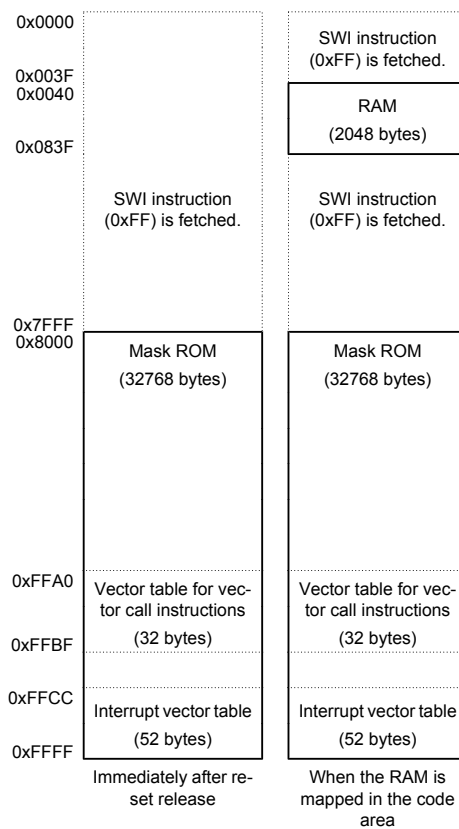 0x0000
0x003F
0x0040
0x083F
0x7FFF
0x8000
0xFFA0
0xFFBF
0xFFCC
0xFFFF
SWI instruction
(0xFF) is fetched.
Mask ROM
(32768 bytes)
Vector table for vec-
tor call instructions
(32 bytes)
Interrupt vector table
(52 bytes)
Immediately after re-
set release
SWI instruction
(0xFF) is fetched.
RAM
(2048 bytes)
SWI instruction
(0xFF) is fetched.
Mask ROM
(32768 bytes)
Vector table for vec-
tor call instructions
(32 bytes)
Interrupt vector table
(52 bytes)
When the RAM is
mapped in the code
area